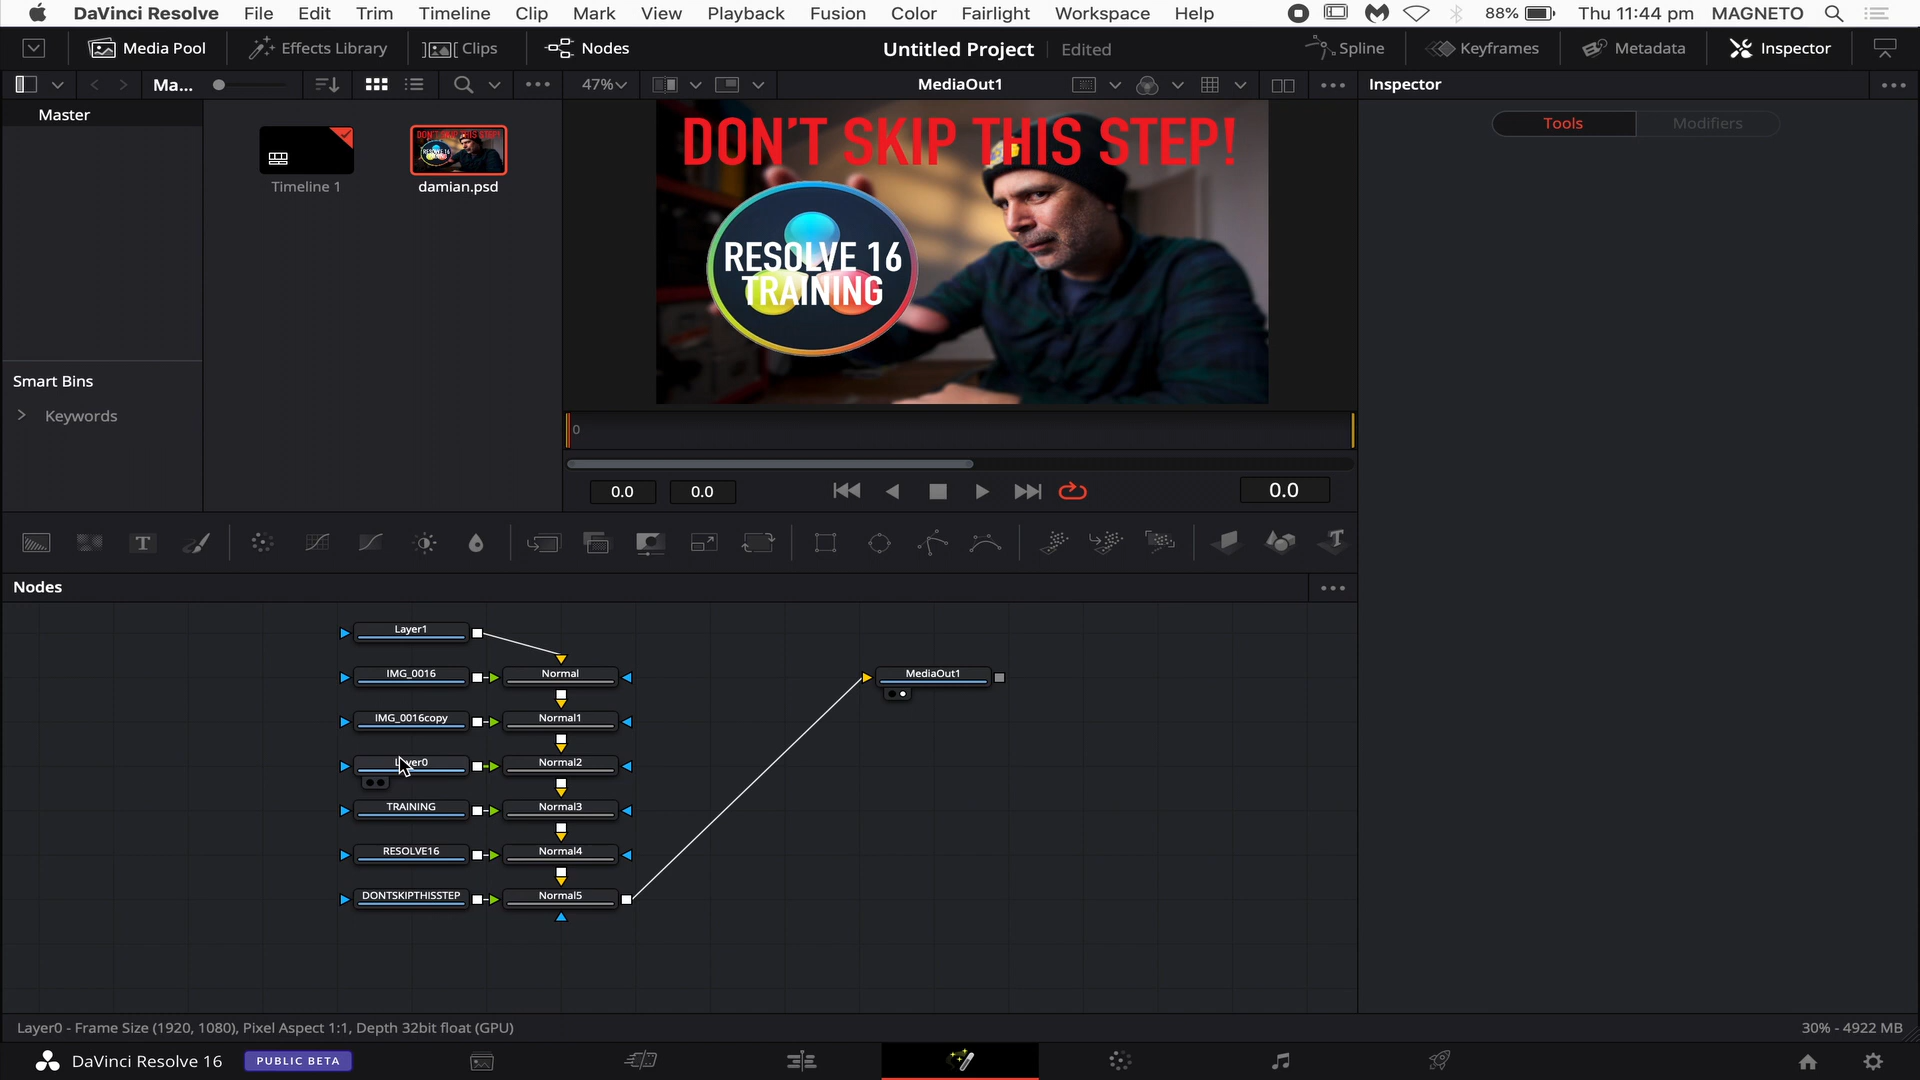 DaVinci Resolve File Edit Trim Timeline Clip Mark View Playback Fusion Color Fairlight Workspace Help 88% Thu 11:44 pm MAGNETO
Media Pool Effects Library Clips Nodes Untitled Project Edited Spline Keyframes Metadata Inspector
Ma... 47% MediaOut1 Inspector
Master
Tools Modifiers
DON'T SKIP THIS STEP!
RESOLVE 16
TRAINING
Timeline 1 damian.psd
Smart Bins
Keywords
0
0.0 0.0 0.0
Nodes
Layer1
IMG_0016 Normal MediaOut1
IMG_0016copy Normal1
Normal2
TRAINING Normal3
RESOLVE16 Normal4
DONTSKIPTHISSTEP Normal5
Layer0 - Frame Size (1920, 1080), Pixel Aspect 1:1, Depth 32bit float (GPU) 30% - 4922 MB
DaVinci Resolve 16 PUBLIC BETA